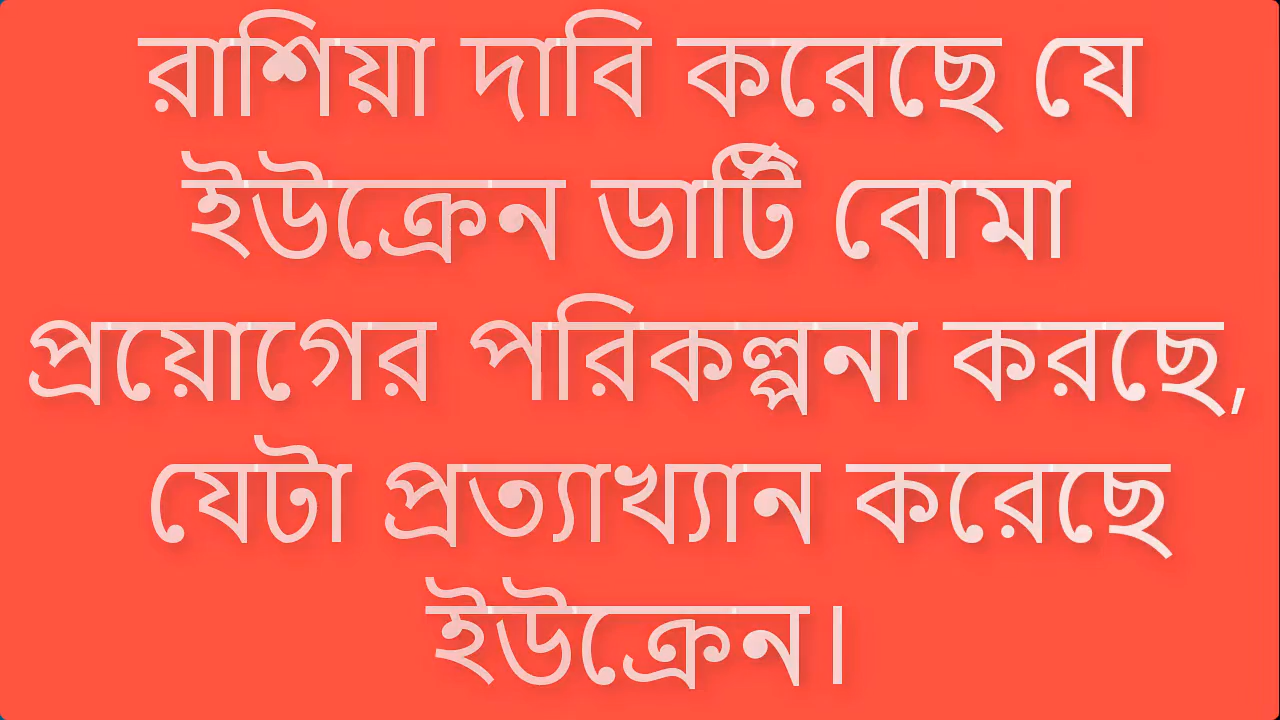 রাশিয়া দাবি করেছে যে
ইউক্রেন ডার্টি বোমা
প্রয়োগের পরিকল্পনা করছে,
যেটা প্রত্যাখ্যান করেছে
ইউক্রেন।